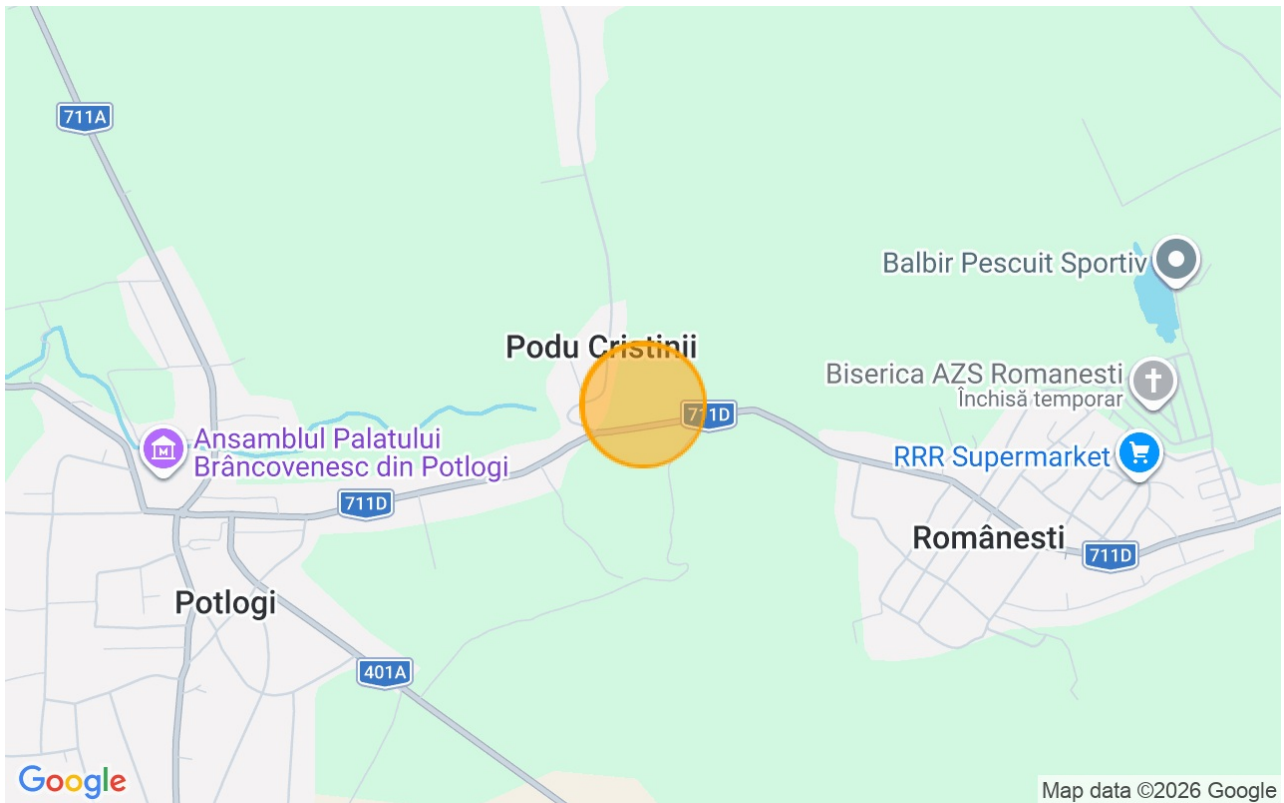 711A
Balbir Pescuit Sportiv
Podu Cristinii
Biserica AZS Romanesti
Închisă temporar
711D
Ansamblul Palatului
Brâncovenesc din Potlogi
RRR Supermarket
711D
Românesti
711D
Potlogi
401A
Google
Map data ©2026 Google